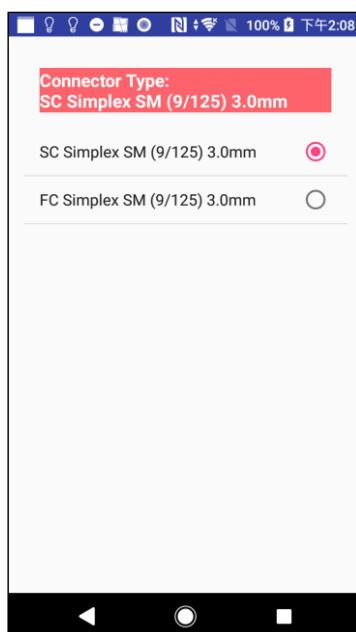 100% 下午2:08
Connector Type:
SC Simplex SM (9/125) 3.0mm
SC Simplex SM (9/125) 3.0mm
FC Simplex SM (9/125) 3.0mm